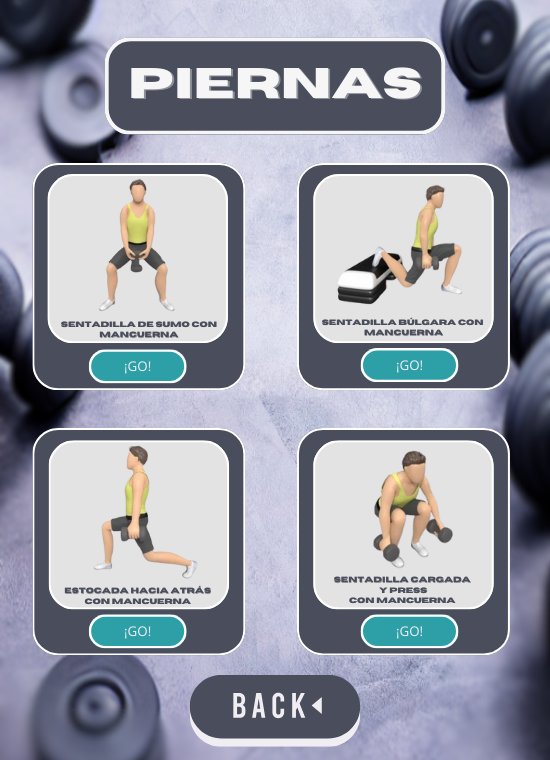 PIERNAS
SENTADILLA DE SUMO CON
MANCUERNA
¡GO!
SENTADILLA BÚLGARA CON
MANCUERNA
¡GO!
ESTOCADA HACIA ATRÁS
CON MANCUERNA
¡GO!
SENTADILLA CARGADA
Y PRESS
CON MANCUERNA
¡GO!
BACK